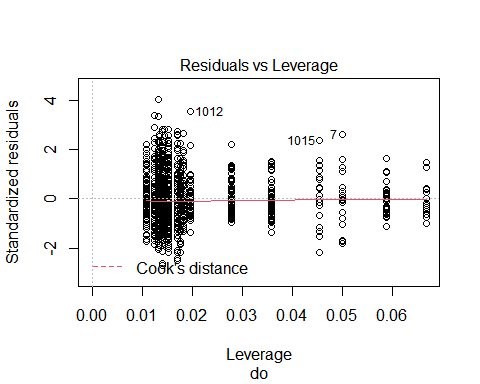 Residuals vs Leverage
Standardized residuals
4
2
0
-2
1012
1015
7
Cook's distance
0.00 0.01 0.02 0.03 0.04 0.05 0.06
Leverage
do